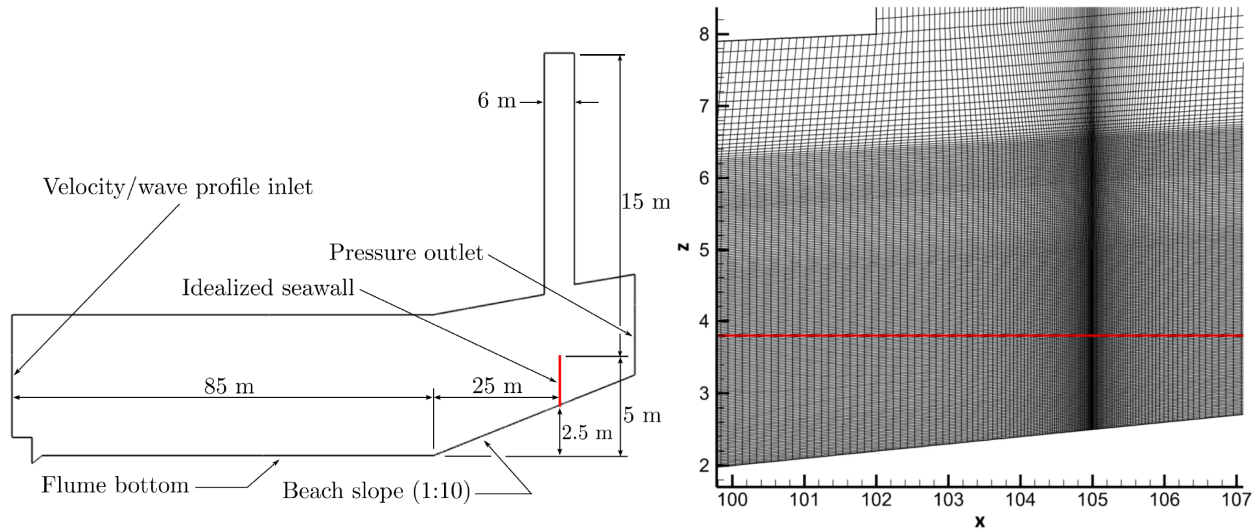 6 m
15 m
Velocity/wave profile inlet
Pressure outlet
Idealized seawall
85 m
25 m
5 m
2.5 m
Flume bottom
Beach slope (1:10)
8
7
6
5
4
3
2
z
100 101 102 103 104 105 106 107
x